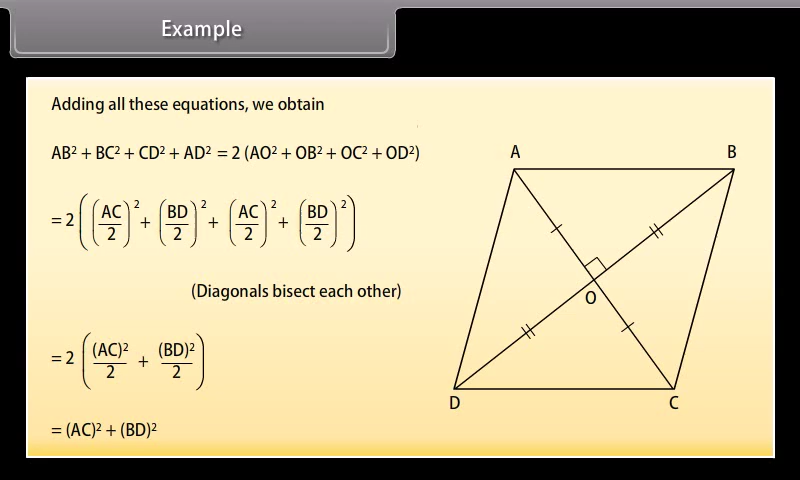 Example
Adding all these equations, we obtain
AB² + BC² + CD² + AD² = 2 (AO² + OB² + OC² + OD²)
= 2 ((AC/2)² + (BD/2)² + (AC/2)² + (BD/2)²)
(Diagonals bisect each other)
= 2 ((AC)²/2 + (BD)²/2)
= (AC)² + (BD)²
A B
O
D C